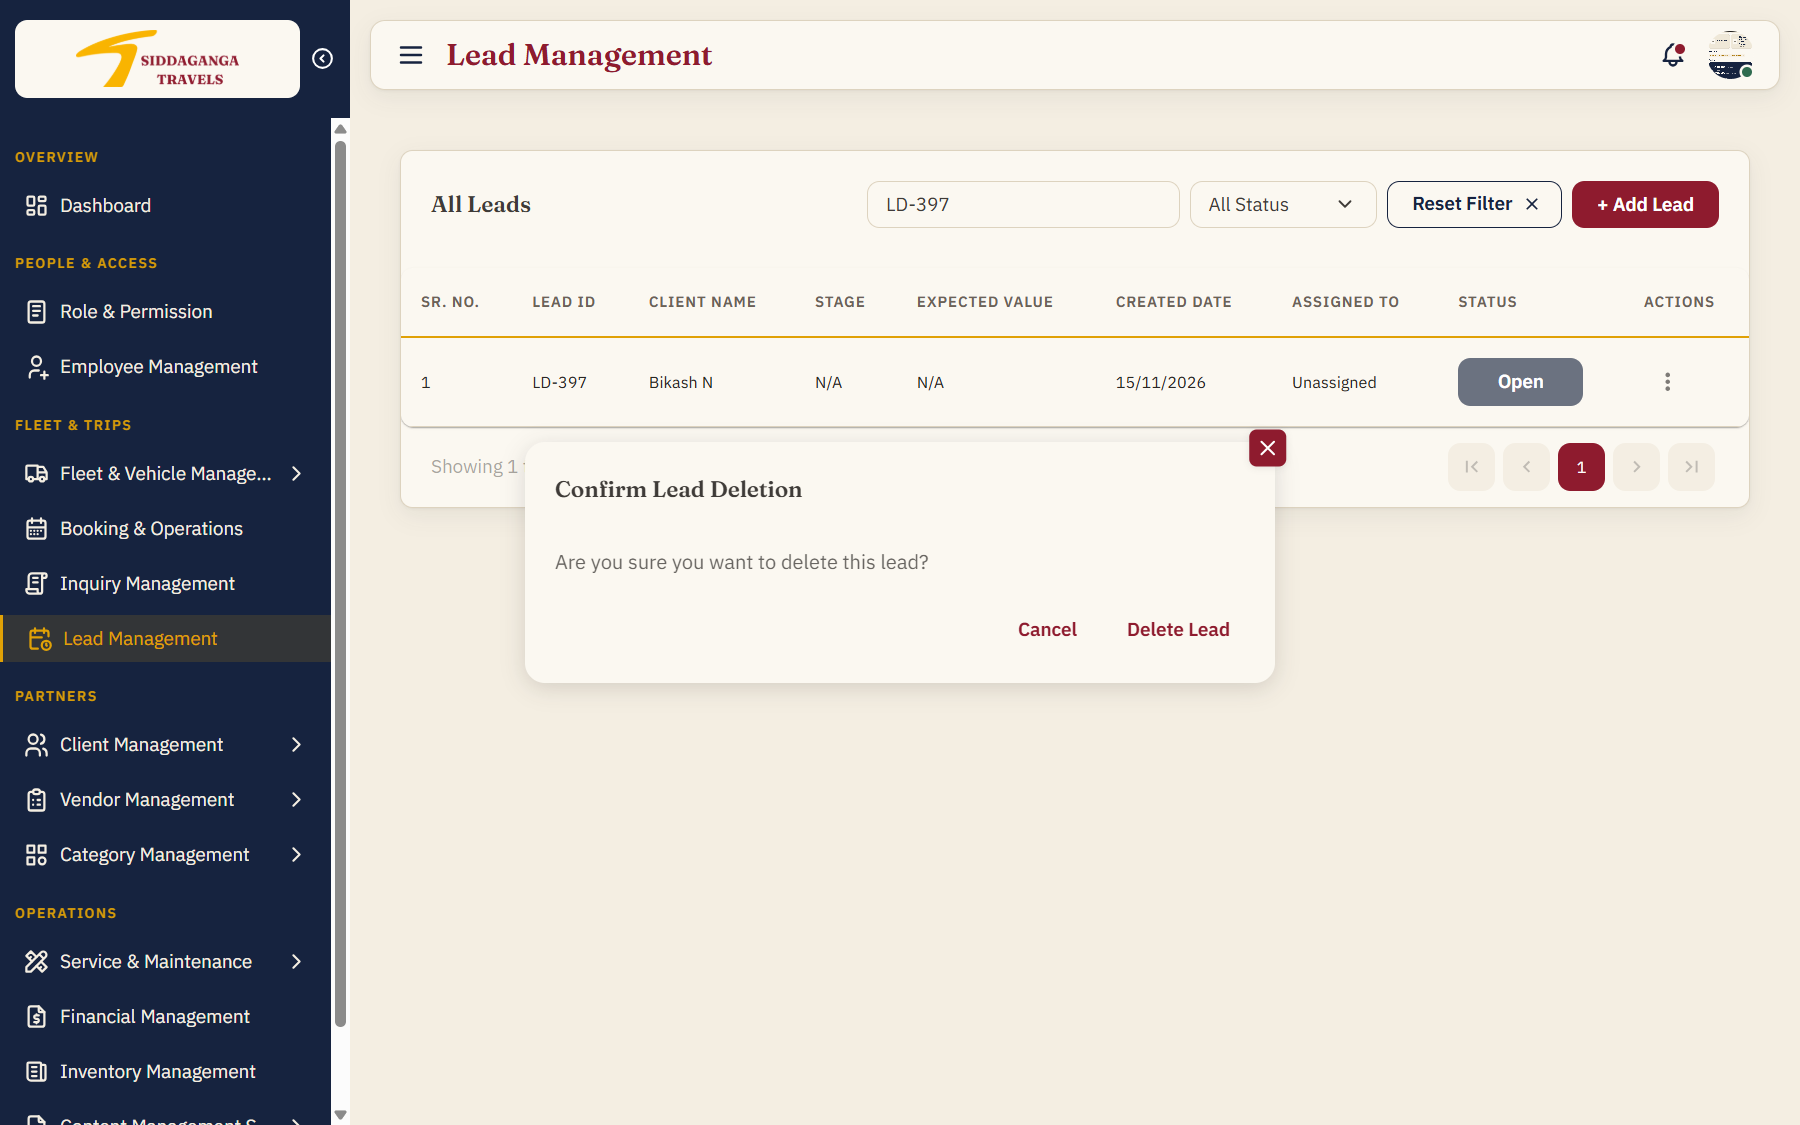 SIDDAGANGA
TRAVELS
Lead Management
OVERVIEW
Dashboard
PEOPLE & ACCESS
Role & Permission
Employee Management
FLEET & TRIPS
Fleet & Vehicle Manage...
Booking & Operations
Inquiry Management
Lead Management
PARTNERS
Client Management
Vendor Management
Category Management
OPERATIONS
Service & Maintenance
Financial Management
Inventory Management
Content Management S
All Leads
LD-397
All Status
Reset Filter
+ Add Lead
SR. NO. LEAD ID CLIENT NAME STAGE EXPECTED VALUE CREATED DATE ASSIGNED TO STATUS ACTIONS
1 LD-397 Bikash N N/A N/A 15/11/2026 Unassigned Open
Showing 1
1
Confirm Lead Deletion
Are you sure you want to delete this lead?
Cancel
Delete Lead